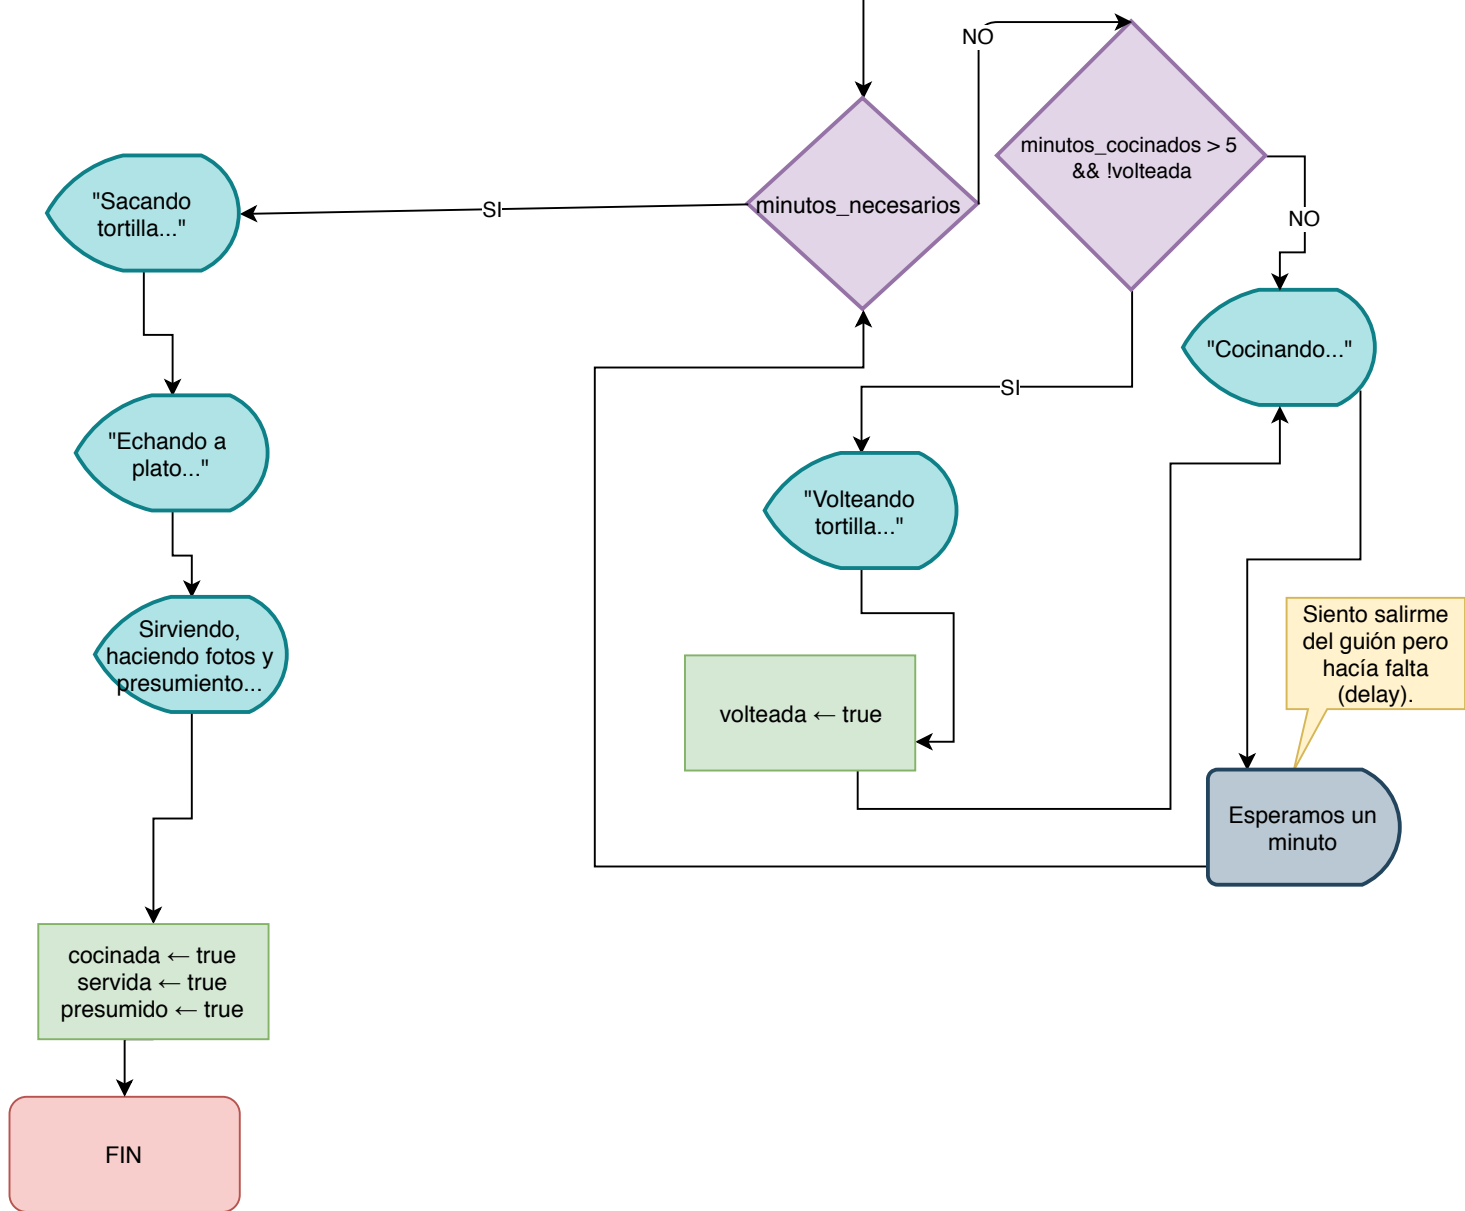 NO
minutos_cocinados > 5
&& !volteada
minutos_necesarios
SI
"Sacando
tortilla..."
NO
"Cocinando..."
SI
"Echando a
plato..."
"Volteando
tortilla..."
Sirviendo,
haciendo fotos y
presumiento...
Siento salirme
del guión pero
hacía falta
(delay).
volteada ← true
Esperamos un
minuto
cocinada ← true
servida ← true
presumido ← true
FIN